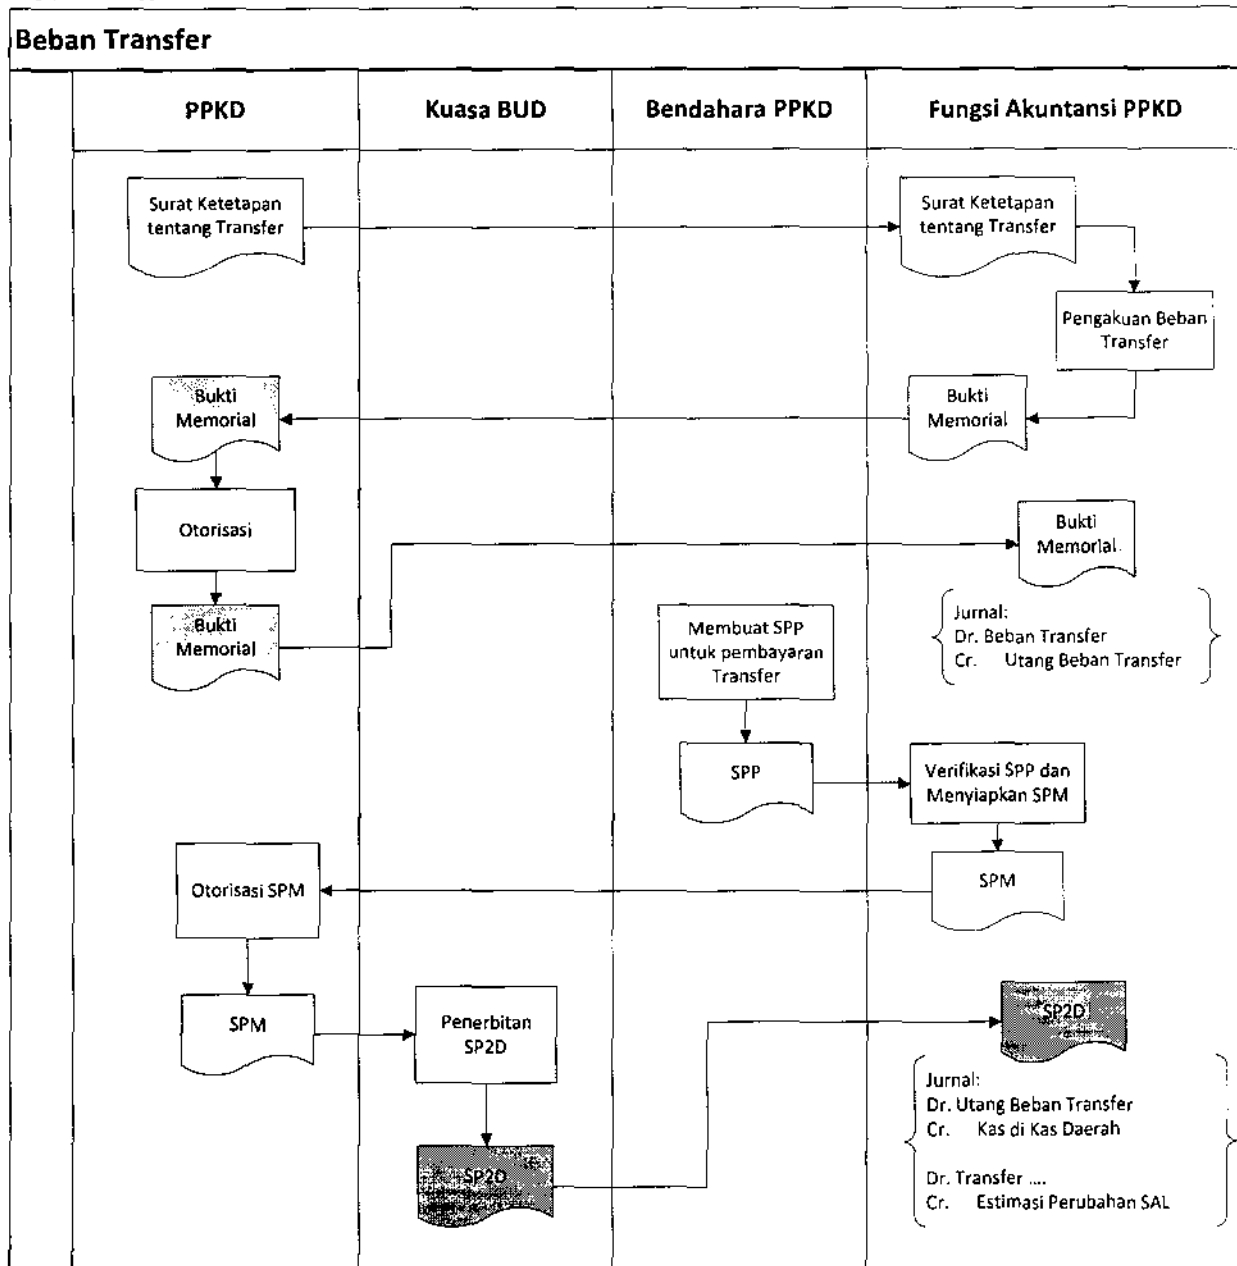 Beban Transfer
PPKD
Kuasa BUD
Bendahara PPKD
Fungsi Akuntansi PPKD
Surat Ketetapan
tentang Transfer
Surat Ketetapan
tentang Transfer
Pengakuan Beban
Transfer
Bukti
Memorial
Bukti
Memorial
Otorisasi
Bukti
Memorial.
Bukti
Memorial
Membuat SPP
untuk pembayaran
Transfer
Jurnal:
Dr. Beban Transfer
Cr. Utang Beban Transfer
SPP
Verifikasi SPP dan
Menyiapkan SPM
Otorisasi SPM
SPM
SPM
Penerbitan
SP2D
SP2D
Jurnal:
Dr. Utang Beban Transfer
Cr. Kas di Kas Daerah
Dr. Transfer ....
Cr. Estimasi Perubahan SAL
SP2D